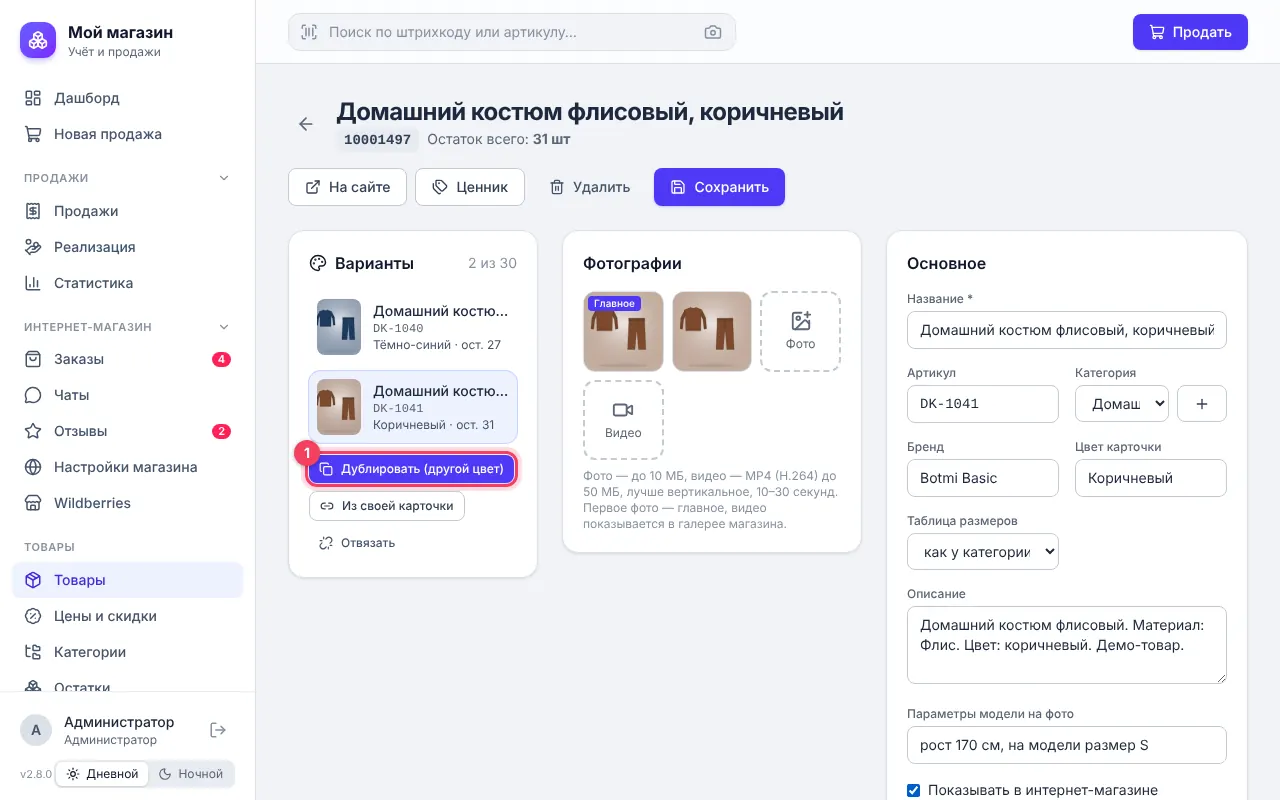 Мой магазин
Учёт и продажи
Дашборд
Новая продажа
ПРОДАЖИ
Продажи
Реализация
Статистика
ИНТЕРНЕТ-МАГАЗИН
Заказы 4
Чаты
Отзывы 2
Настройки магазина
Wildberries
ТОВАРЫ
Товары
Цены и скидки
Категории
Остатки
А
Администратор
Администратор
v2.8.0 Дневной Ночной
Поиск по штрихкоду или артикулу...
Продать
Домашний костюм флисовый, коричневый
10001497 Остаток всего: 31 шт
На сайте Ценник Удалить Сохранить
Варианты 2 из 30
Домашний костю...
DK-1040
Тёмно-синий · ост. 27
Домашний костю...
DK-1041
Коричневый · ост. 31
1
Дублировать (другой цвет)
Из своей карточки
Отвязать
Фотографии
Главное
Фото
Видео
Фото — до 10 МБ, видео — MP4 (H.264) до
50 МБ, лучше вертикальное, 10–30 секунд.
Первое фото — главное, видео
показывается в галерее магазина.
Основное
Название *
Домашний костюм флисовый, коричневый
Артикул Категория
DK-1041 Домаш +
Бренд Цвет карточки
Botmi Basic Коричневый
Таблица размеров
как у категории
Описание
Домашний костюм флисовый. Материал:
Флис. Цвет: коричневый. Демо-товар.
Параметры модели на фото
рост 170 см, на модели размер S
Показывать в интернет-магазине